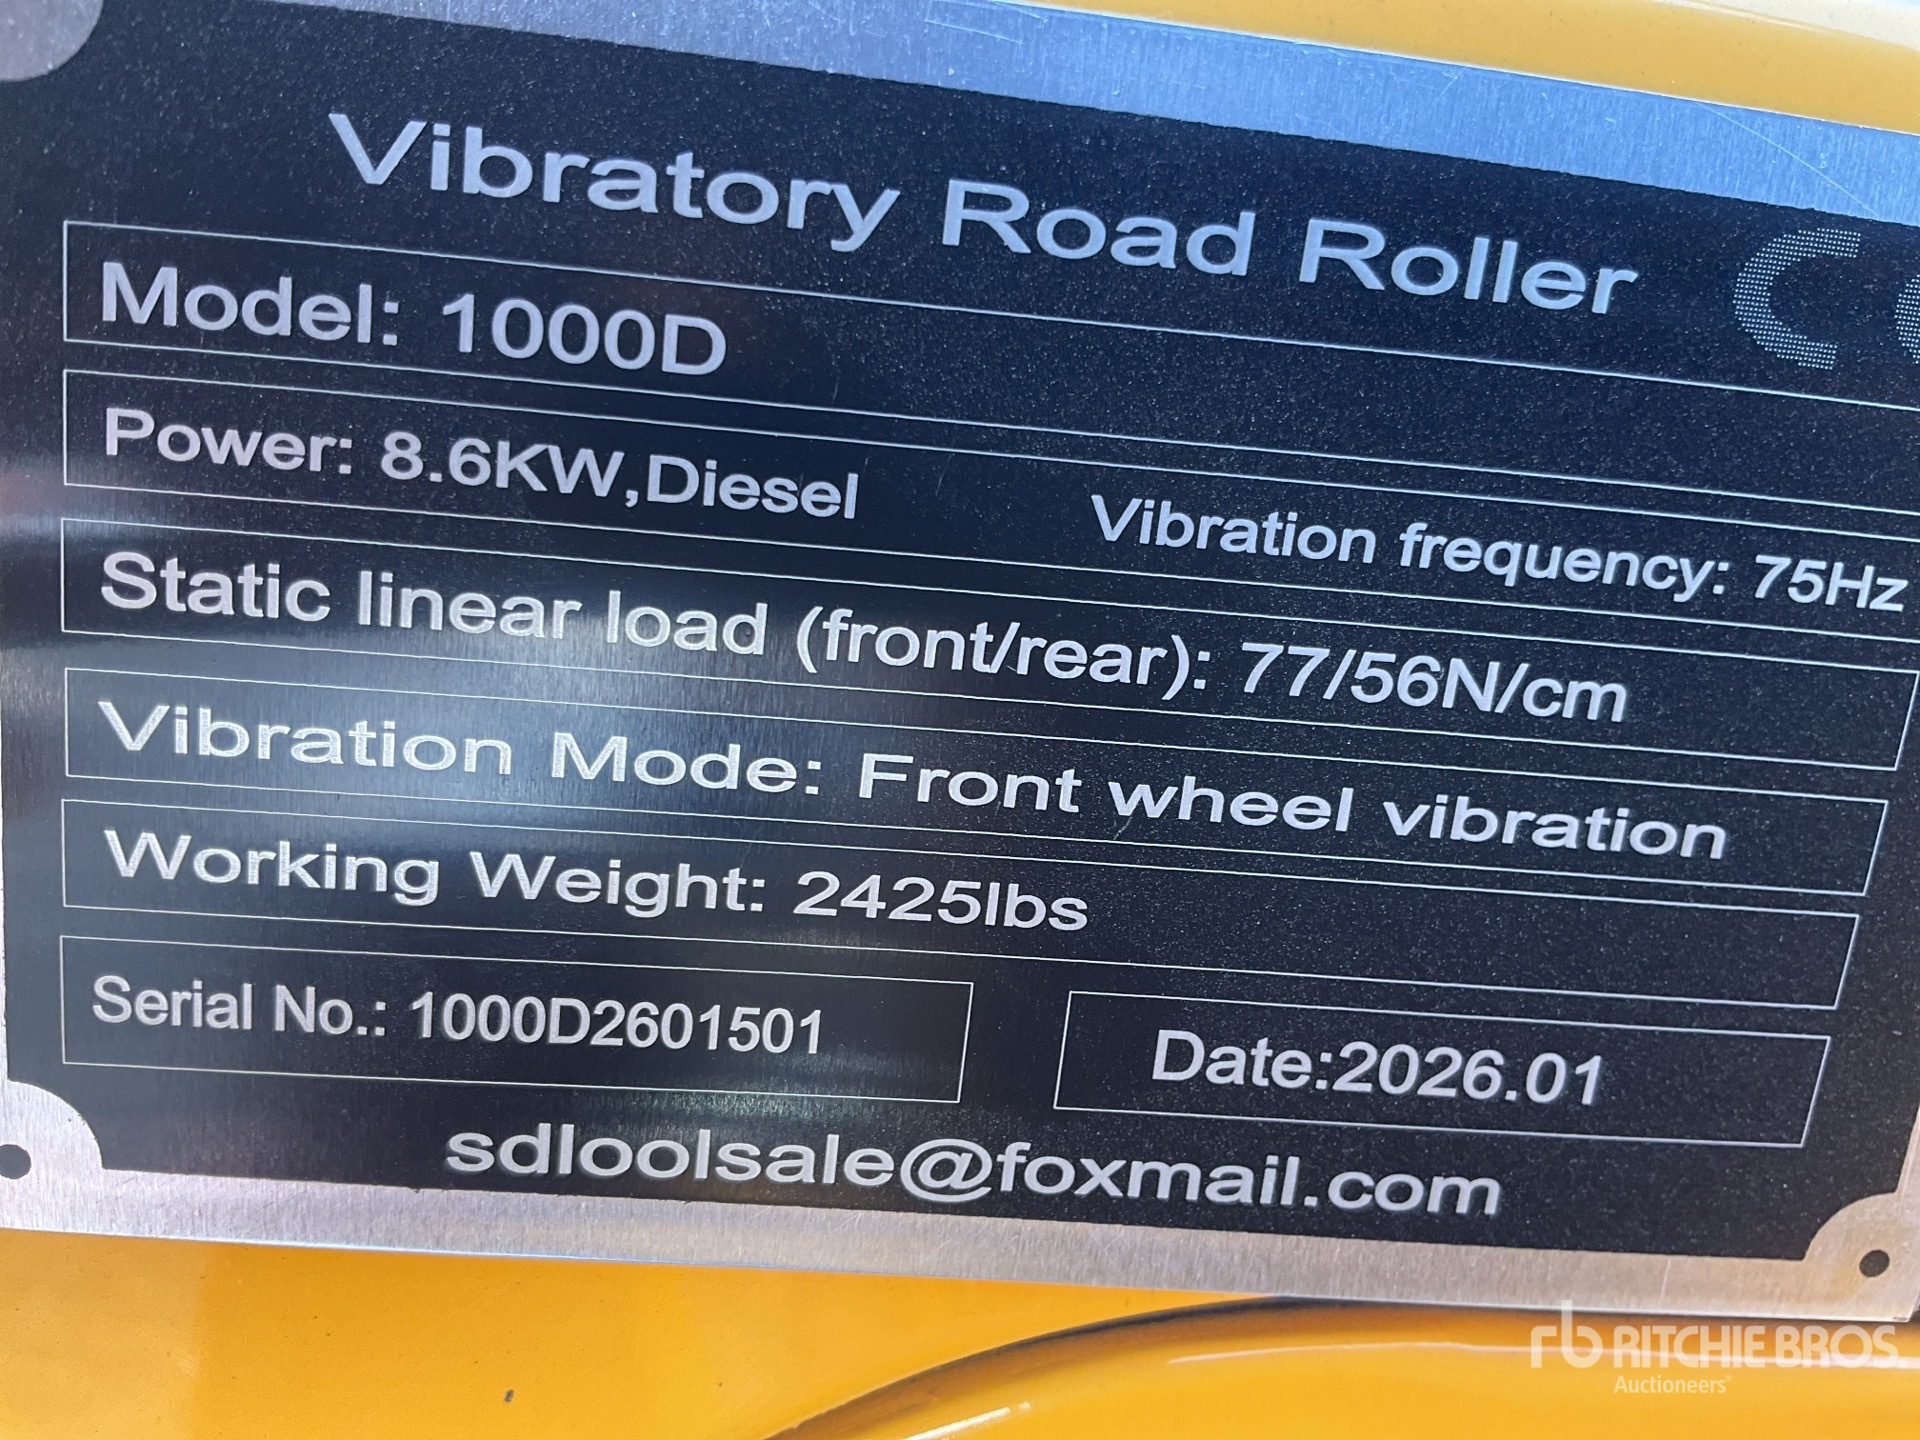 Vibratory Road Roller
CE
Model: 1000D
Power: 8.6KW,Diesel Vibration frequency: 75Hz
Static linear load (front/rear): 77/56N/cm
Vibration Mode: Front wheel vibration
Working Weight: 2425lbs
Serial No.: 1000D2601501 Date:2026.01
sdloolsale@foxmail.com
rb RITCHIE BROS.
Auctioneers